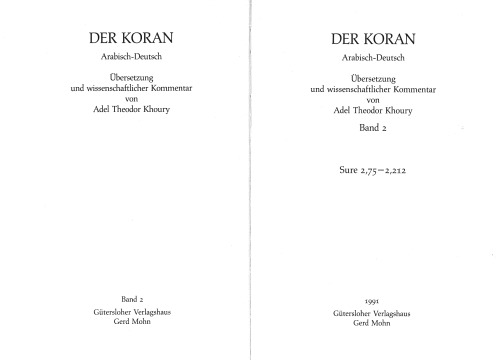 DER KORAN
Arabisch-Deutsch
Übersetzung
und wissenschaftlicher Kommentar
von
Adel Theodor Khoury
Band 2
Gütersloher Verlagshaus
Gerd Mohn
DER KORAN
Arabisch-Deutsch
Übersetzung
und wissenschaftlicher Kommentar
von
Adel Theodor Khoury
Band 2
Sure 2,75–2,212
1991
Gütersloher Verlagshaus
Gerd Mohn